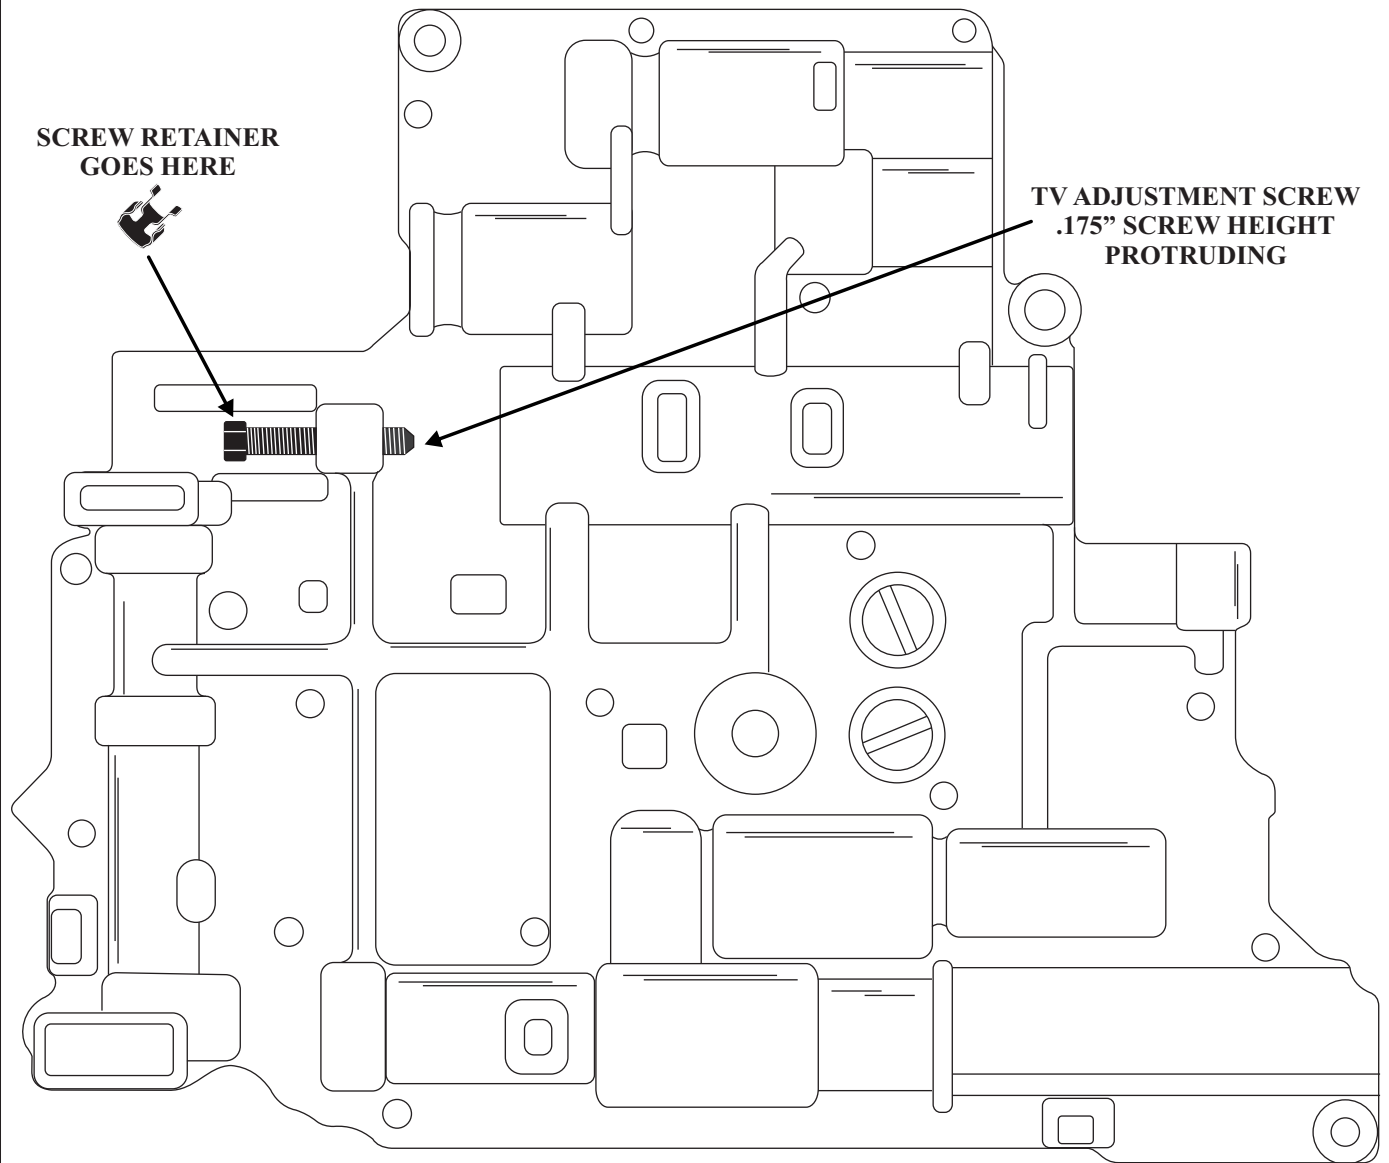 SCREW RETAINER
GOES HERE
TV ADJUSTMENT SCREW
.175” SCREW HEIGHT
PROTRUDING